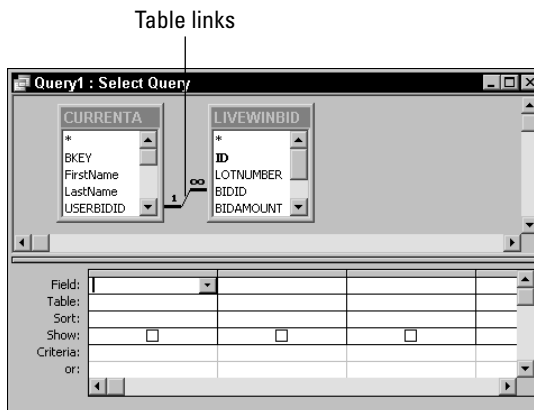 Table links
Query1 : Select Query
CURRENTA
*
BKEY
FirstName
LastName
USERBIDID
1
∞
LIVEWINBID
*
ID
LOTNUMBER
BIDID
BIDAMOUNT
Field:
Table:
Sort:
Show:
Criteria:
or: